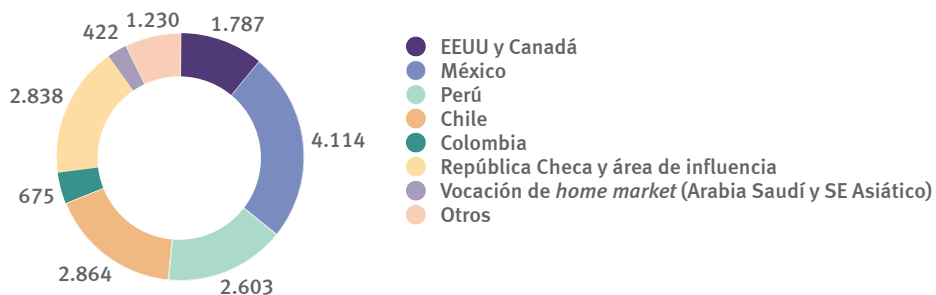 1.230
1.787
422
2.838
4.114
675
2.864
2.603
EEUU y Canadá
México
Perú
Chile
Colombia
República Checa y área de influencia
Vocación de home market (Arabia Saudí y SE Asiático)
Otros